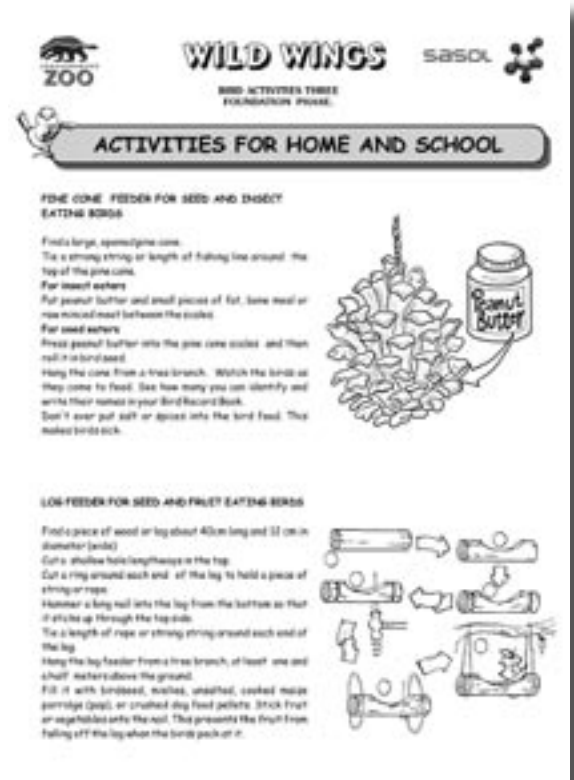 ZOO
WILD WINGS
sasol
BIRD ACTIVITIES THREE
FOUNDATION PHASE.
ACTIVITIES FOR HOME AND SCHOOL
PINE CONE FEEDER FOR SEED AND INSECT
EATING BIRDS
Find a large, opened pine cone.
Tie a strong string or length of fishing line around the
top of the pine cone.
For insect eaters
Put peanut butter and small pieces of fat, bone meal or
raw minced meat between the scales.
For seed eaters
Press peanut butter into the pine cone scales and then
roll it in bird seed.
Hang the cone from a tree branch. Watch the birds as
they come to feed. See how many you can identify and
write their names in your Bird Record Book.
Don't ever put salt or spices into the bird food. This
makes birds sick.
Peanut
Butter
LOG FEEDER FOR SEED AND FRUIT EATING BIRDS
Find a piece of wood or log about 40cm long and 12 cm in
diameter (wide)
Cut a shallow hole lengthways in the top.
Cut a ring around each end of the log to hold a piece of
string or rope.
Hammer a long nail into the log from the bottom so that
it sticks up through the top side.
Tie a length of rope or strong string around each end of
the log.
Hang the log feeder from a tree branch, at least one and
a half meters above the ground.
Fill it with birdseed, mielies, unsalted, cooked maize
porridge (pap), or crushed dog food pellets. Stick fruit
or vegetables onto the nail. This prevents the fruit from
falling off the log when the birds peck at it.